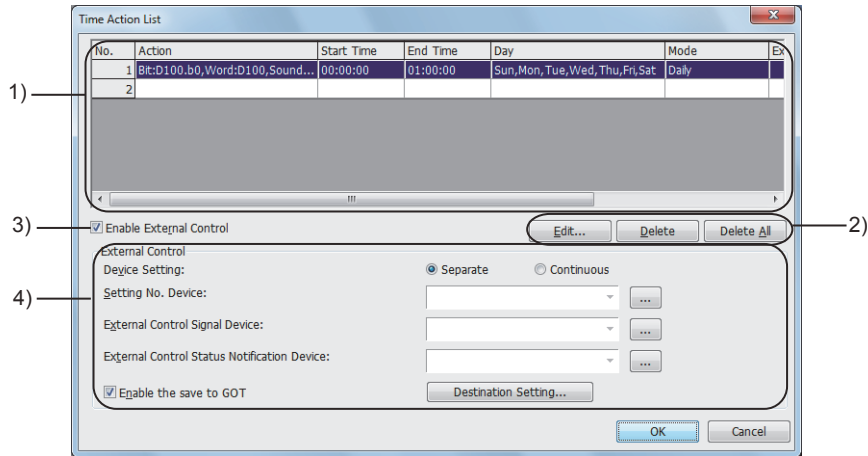 Time Action List
No. Action Start Time End Time Day Mode Ex
1 Bit:D100.b0,Word:D100,Sound... 00:00:00 01:00:00 Sun,Mon,Tue,Wed,Thu,Fri,Sat Daily
2
1)
3) Enable External Control Edit... Delete Delete All 2)
External Control
Device Setting: Separate Continuous
Setting No. Device: ...
4)
External Control Signal Device: ...
External Control Status Notification Device: ...
Enable the save to GOT Destination Setting...
OK Cancel